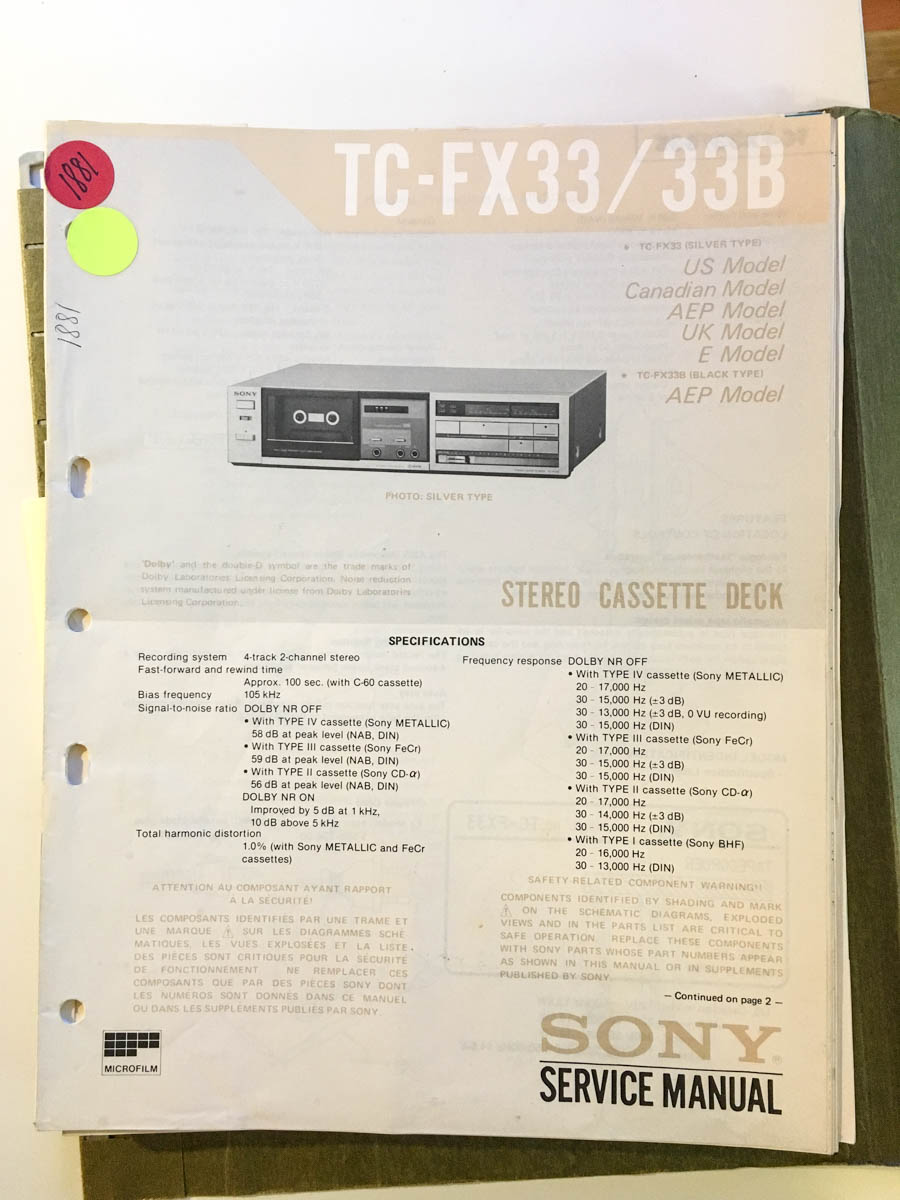 1881
1881
TC-FX33/33B
• TC-FX33 (SILVER TYPE)
US Model
Canadian Model
AEP Model
UK Model
E Model
• TC-FX33B (BLACK TYPE)
AEP Model
SONY
PHOTO: SILVER TYPE
'Dolby' and the double-D symbol are the trade marks of
Dolby Laboratories Licensing Corporation. Noise reduction
system manufactured under license from Dolby Laboratories
Licensing Corporation.
STEREO CASSETTE DECK
SPECIFICATIONS
Recording system 4-track 2-channel stereo
Fast-forward and rewind time
Approx. 100 sec. (with C-60 cassette)
Bias frequency 105 kHz
Signal-to-noise ratio DOLBY NR OFF
• With TYPE IV cassette (Sony METALLIC)
58 dB at peak level (NAB, DIN)
• With TYPE III cassette (Sony FeCr)
59 dB at peak level (NAB, DIN)
• With TYPE II cassette (Sony CD-α)
56 dB at peak level (NAB, DIN)
DOLBY NR ON
Improved by 5 dB at 1 kHz,
10 dB above 5 kHz
Total harmonic distortion
1.0% (with Sony METALLIC and FeCr
cassettes)
Frequency response DOLBY NR OFF
• With TYPE IV cassette (Sony METALLIC)
20 - 17,000 Hz
30 - 15,000 Hz (±3 dB)
30 - 13,000 Hz (±3 dB, 0 VU recording)
30 - 15,000 Hz (DIN)
• With TYPE III cassette (Sony FeCr)
20 - 17,000 Hz
30 - 15,000 Hz (±3 dB)
30 - 15,000 Hz (DIN)
• With TYPE II cassette (Sony CD-α)
20 - 17,000 Hz
30 - 14,000 Hz (±3 dB)
30 - 15,000 Hz (DIN)
• With TYPE I cassette (Sony BHF)
20 - 16,000 Hz
30 - 13,000 Hz (DIN)
ATTENTION AU COMPOSANT AYANT RAPPORT
À LA SÉCURITÉ!
LES COMPOSANTS IDENTIFIÉS PAR UNE TRAME ET
UNE MARQUE ⚠ SUR LES DIAGRAMMES SCHÉ
MATIQUES, LES VUES EXPLOSÉES ET LA LISTE
DES PIÈCES SONT CRITIQUES POUR LA SÉCURITÉ
DE FONCTIONNEMENT NE REMPLACER CES
COMPOSANTS QUE PAR DES PIÈCES SONY DONT
LES NUMÉROS SONT DONNÉS DANS CE MANUEL
OU DANS LES SUPPLÉMENTS PUBLIÉS PAR SONY.
SAFETY-RELATED COMPONENT WARNING!!
COMPONENTS IDENTIFIED BY SHADING AND MARK
⚠ ON THE SCHEMATIC DIAGRAMS, EXPLODED
VIEWS AND IN THE PARTS LIST ARE CRITICAL TO
SAFE OPERATION. REPLACE THESE COMPONENTS
WITH SONY PARTS WHOSE PART NUMBERS APPEAR
AS SHOWN IN THIS MANUAL OR IN SUPPLEMENTS
PUBLISHED BY SONY.
— Continued on page 2 —
MICROFILM
SONY®
SERVICE MANUAL